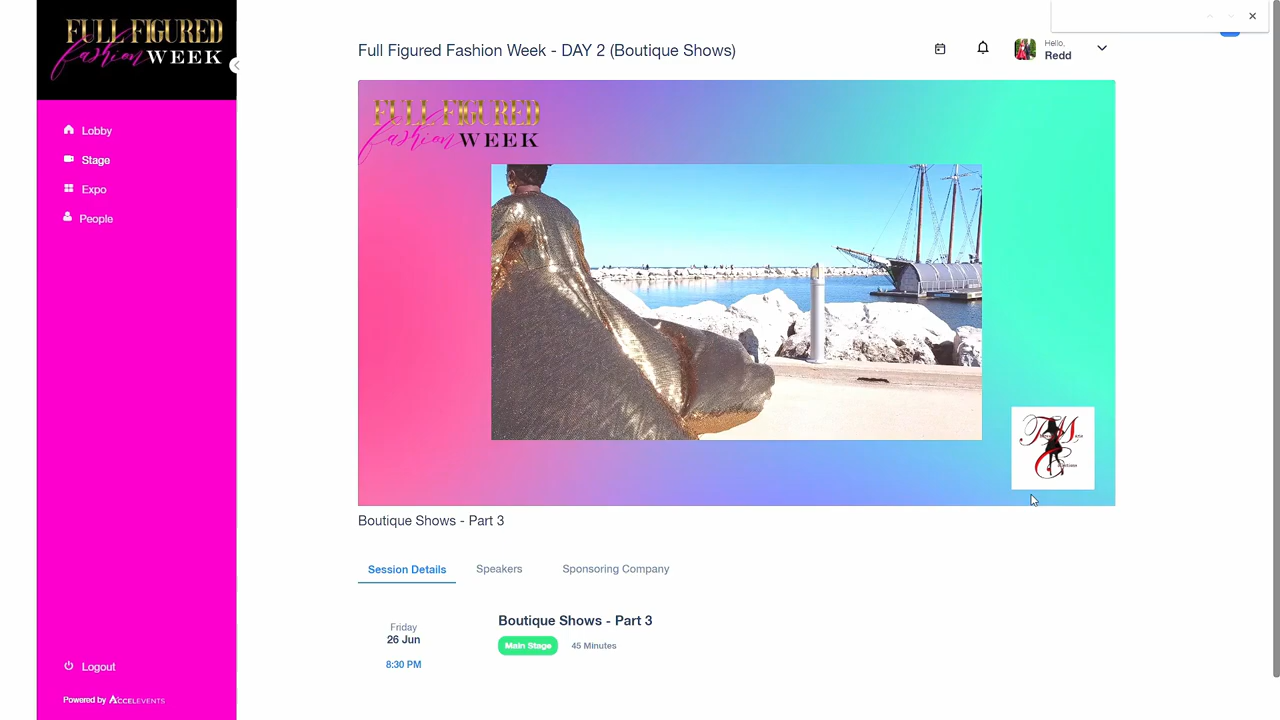 FULL FIGURED
fashion WEEK
Lobby
Stage
Expo
People
Logout
Powered by ACCELEVENTS
Full Figured Fashion Week - DAY 2 (Boutique Shows)
Hello,
Redd
FULL FIGURED
fashion WEEK
Boutique Shows - Part 3
Session Details
Speakers
Sponsoring Company
Friday
26 Jun
8:30 PM
Boutique Shows - Part 3
Main Stage
45 Minutes